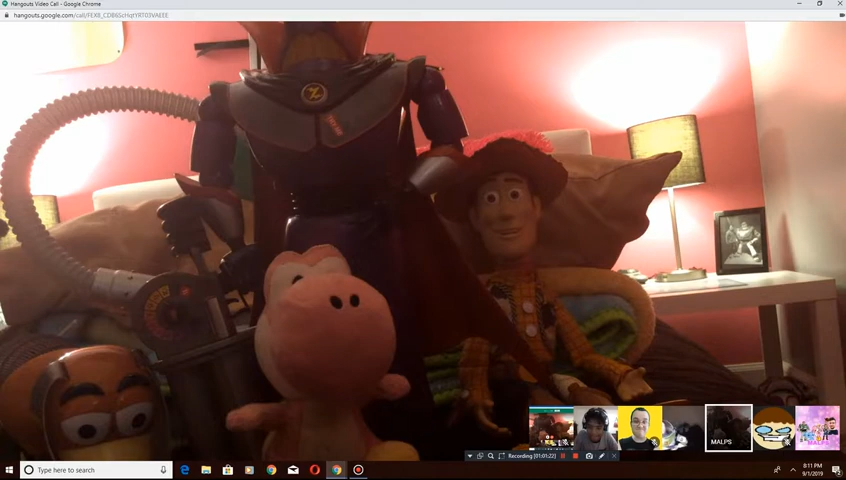 Hangouts Video Call - Google Chrome
hangouts.google.com/call/
Z
MALPS
Recording [01:01:22]
Type here to search
8:11 PM
9/1/2019